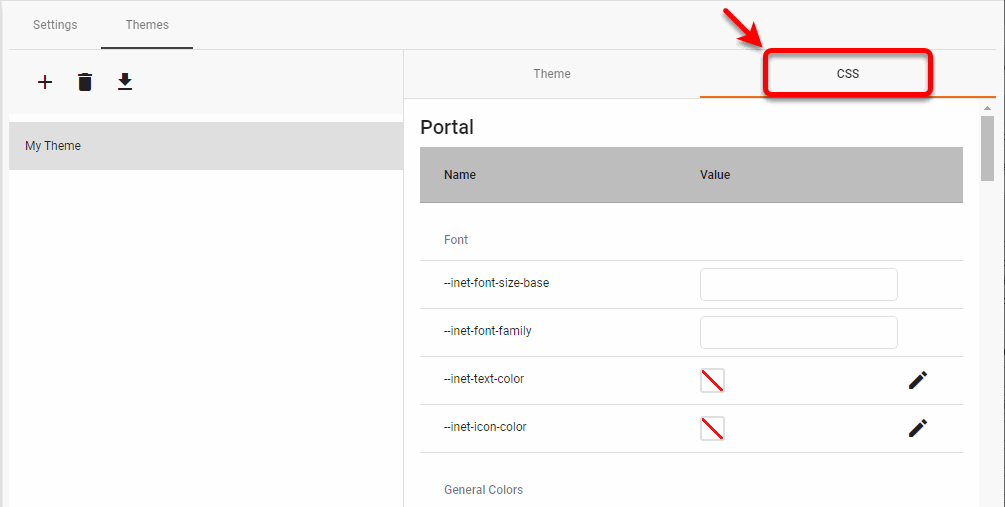 Settings Themes
Theme CSS
My Theme
Portal
Name Value
Font
--inet-font-size-base
--inet-font-family
--inet-text-color
--inet-icon-color
General Colors